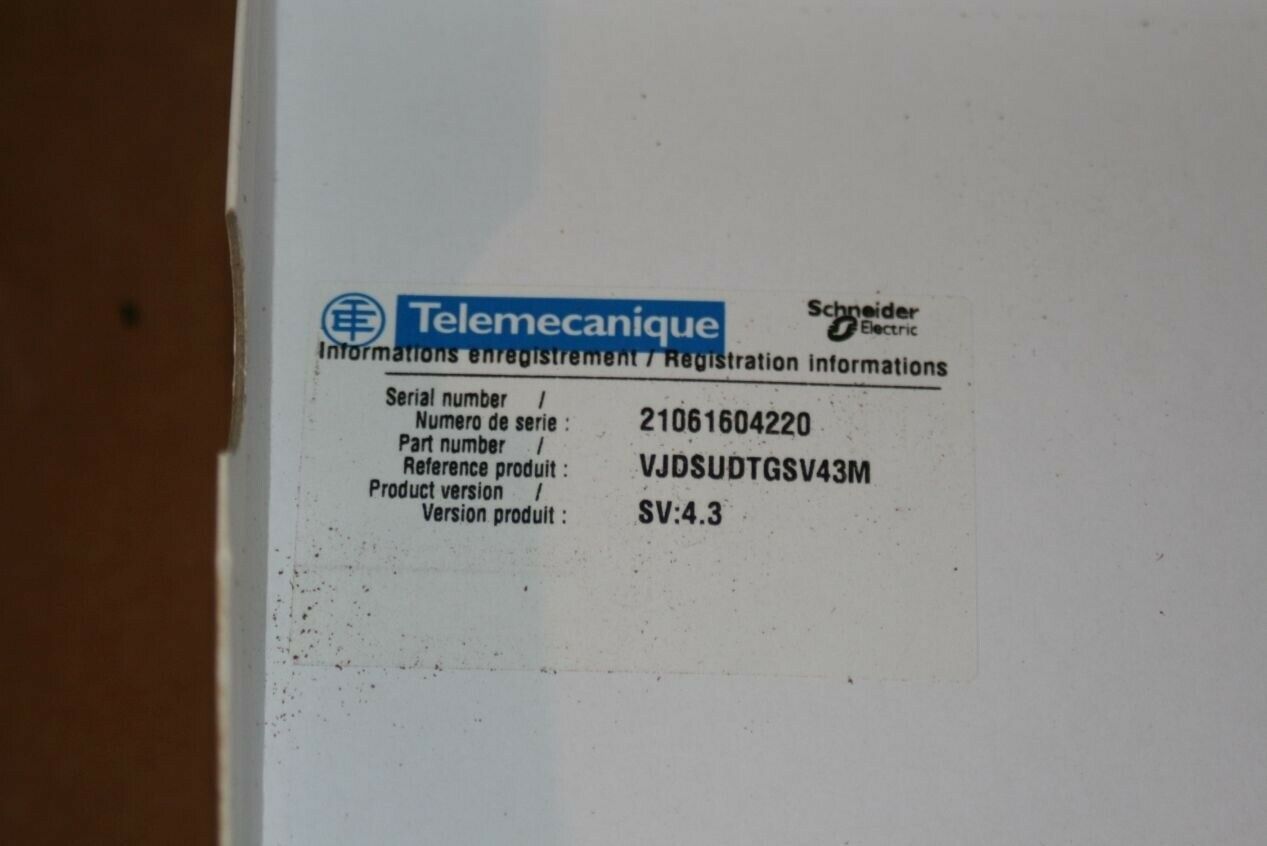 Telemecanique
Schneider
Electric
Informations enregistrement / Registration informations
Serial number /
Numero de serie : 21061604220
Part number /
Reference produit : VJDSUDTGSV43M
Product version /
Version produit : SV:4.3